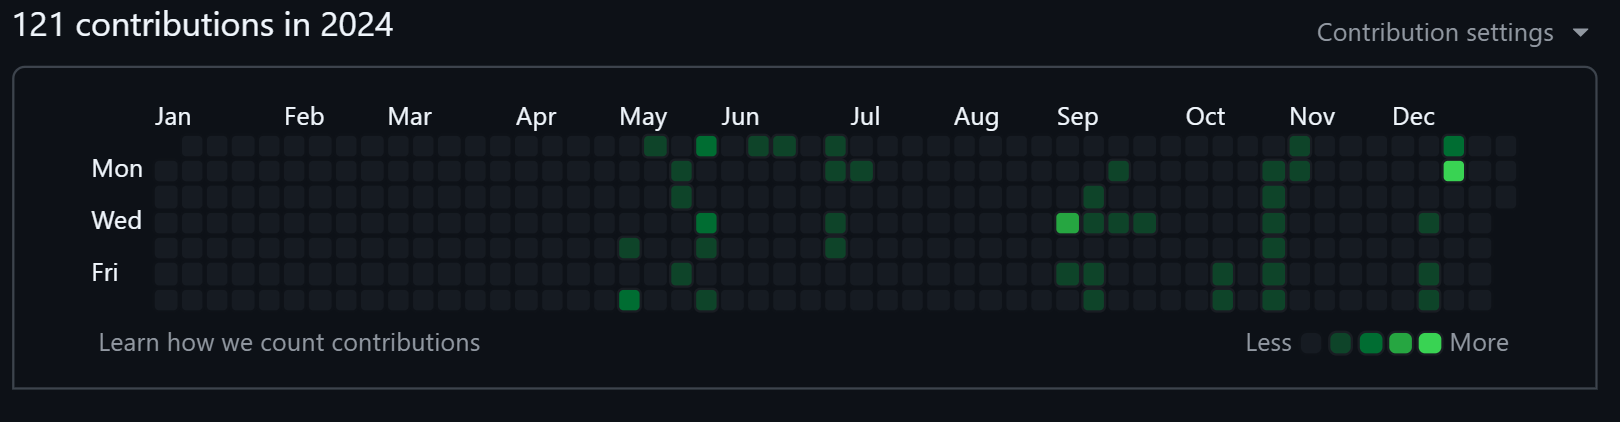 121 contributions in 2024
Contribution settings
Jan Feb Mar Apr May Jun Jul Aug Sep Oct Nov Dec
Mon
Wed
Fri
Learn how we count contributions
Less More